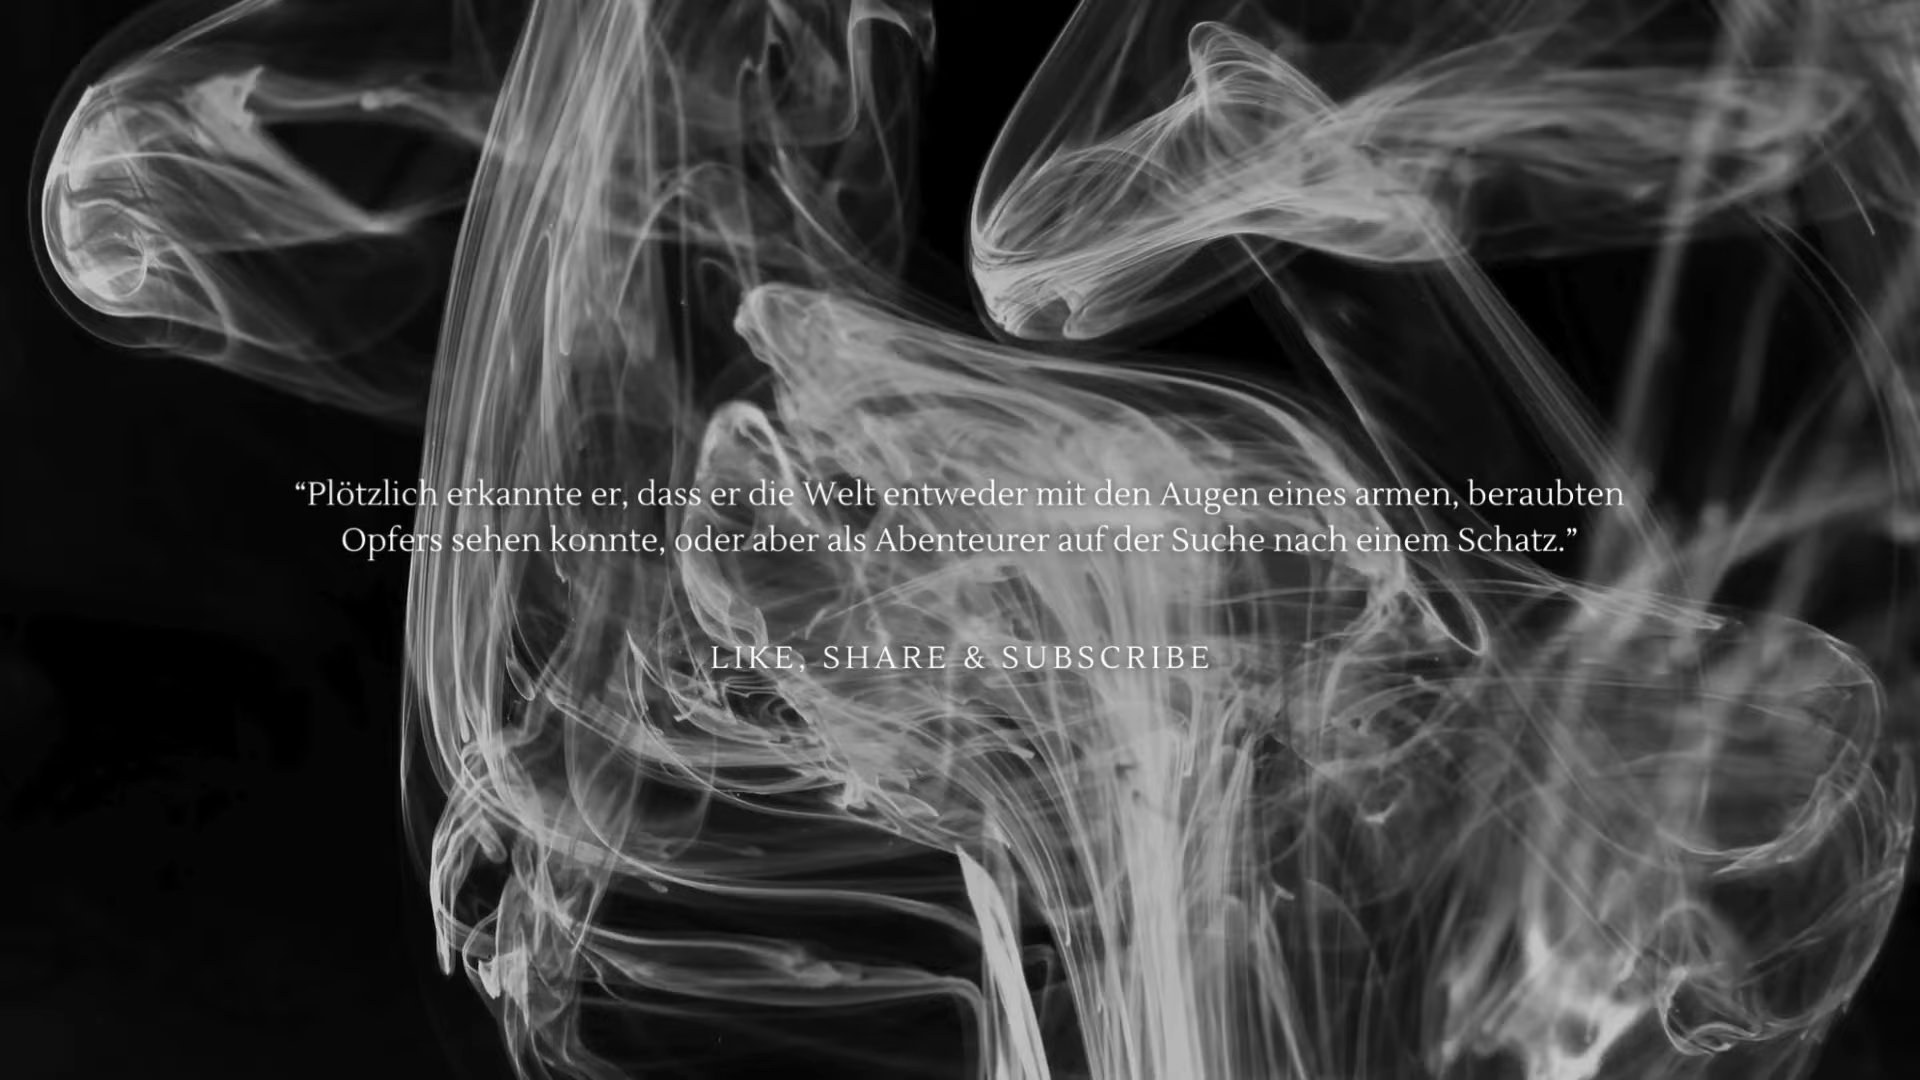 “Plötzlich erkannte er, dass er die Welt entweder mit den Augen eines armen, beraubten
Opfers sehen konnte, oder aber als Abenteurer auf der Suche nach einem Schatz.”
LIKE, SHARE & SUBSCRIBE